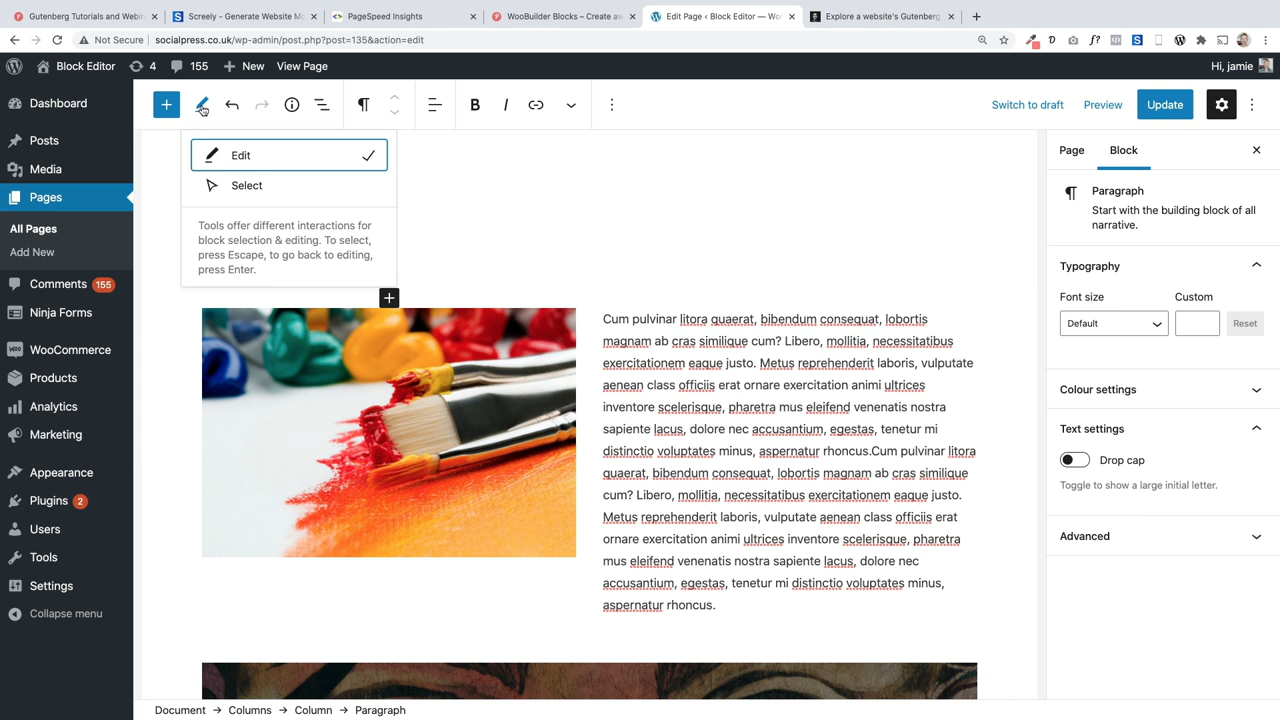 Gutenberg Tutorials and Webin
Screely - Generate Website Mo
PageSpeed Insights
WooBuilder Blocks – Create aw
Edit Page ‹ Block Editor — Wor
Explore a website's Gutenberg
Not Secure
socialpress.co.uk/wp-admin/post.php?post=135&action=edit
Block Editor
4
155
New
View Page
Hi, jamie
Dashboard
Posts
Media
Pages
All Pages
Add New
Comments 155
Ninja Forms
WooCommerce
Products
Analytics
Marketing
Appearance
Plugins 2
Users
Tools
Settings
Collapse menu
B
I
Switch to draft
Preview
Update
Edit
Select
Tools offer different interactions for
block selection & editing. To select,
press Escape, to go back to editing,
press Enter.
Cum pulvinar litora quaerat, bibendum consequat, lobortis
magnam ab cras similique cum? Libero, mollitia, necessitatibus
exercitationem eaque justo. Metus reprehenderit laboris, vulputate
aenean class officiis erat ornare exercitation animi ultrices
inventore scelerisque, pharetra mus eleifend venenatis nostra
sapiente lacus, dolore nec accusantium, egestas, tenetur mi
distinctio voluptates minus, aspernatur rhoncus.Cum pulvinar litora
quaerat, bibendum consequat, lobortis magnam ab cras similique
cum? Libero, mollitia, necessitatibus exercitationem eaque justo.
Metus reprehenderit laboris, vulputate aenean class officiis erat
ornare exercitation animi ultrices inventore scelerisque, pharetra
mus eleifend venenatis nostra sapiente lacus, dolore nec
accusantium, egestas, tenetur mi distinctio voluptates minus,
aspernatur rhoncus.
Page
Block
Paragraph
Start with the building block of all
narrative.
Typography
Font size
Custom
Default
Reset
Colour settings
Text settings
Drop cap
Toggle to show a large initial letter.
Advanced
Document → Columns → Column → Paragraph